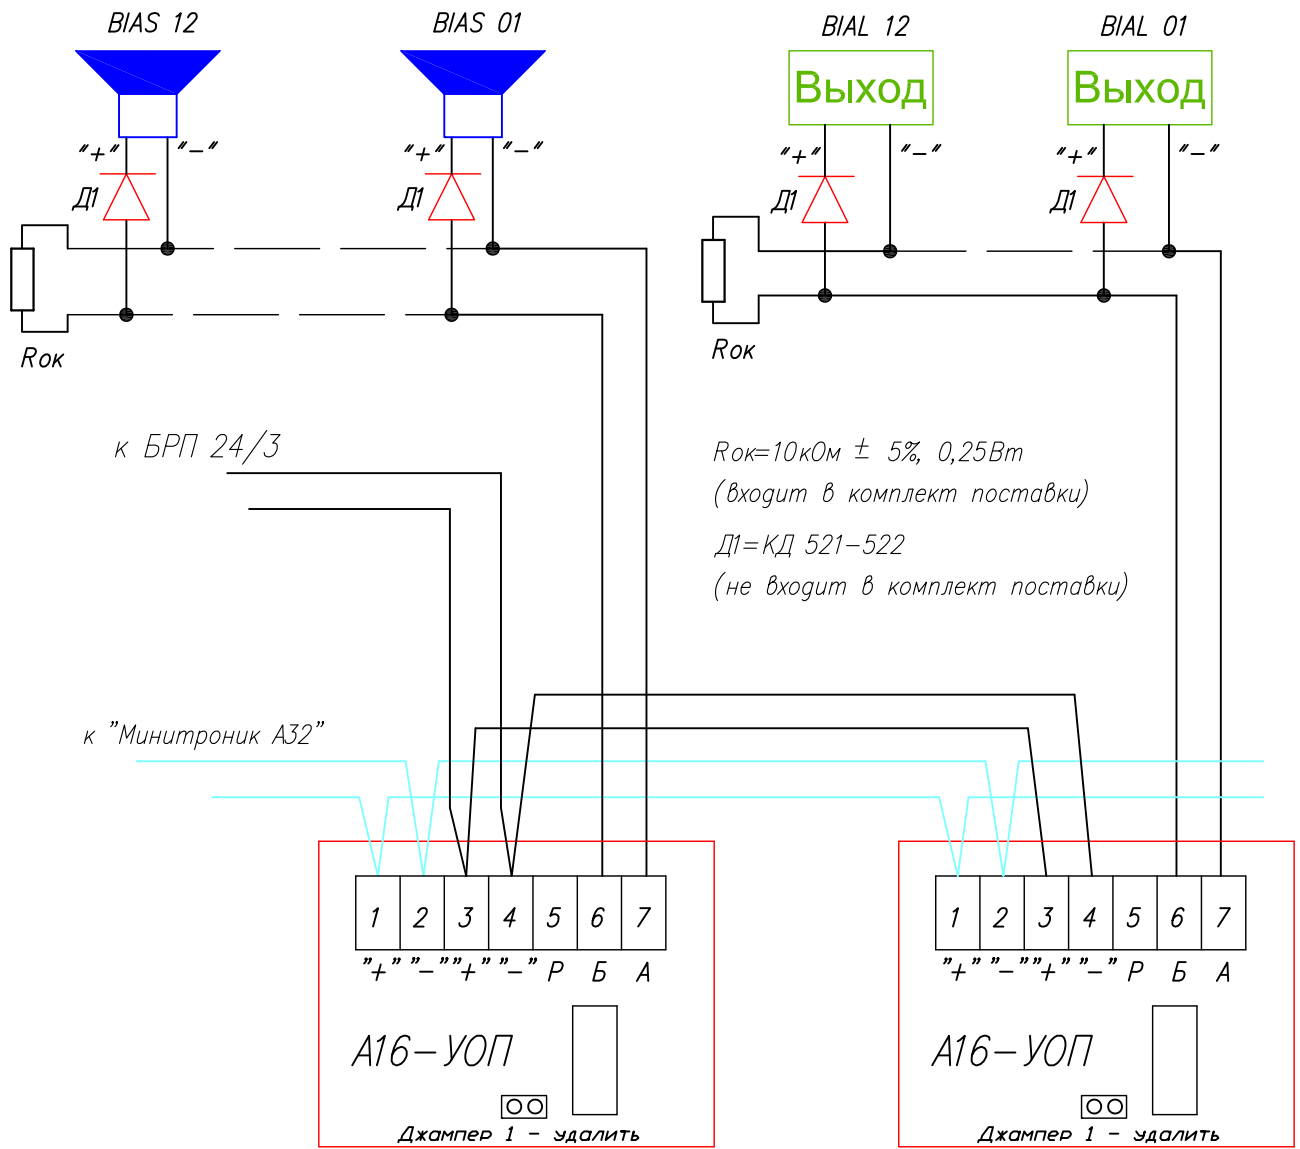 BIAS 12 BIAS 01 BIAL 12 BIAL 01
Выход Выход
"+" "-" "+" "-" "+" "-" "+" "-"
Д1 Д1 Д1 Д1
Rок Rок
к БРП 24/3
Rок=10кОм ± 5%, 0,25Вт
(входит в комплект поставки)
Д1=КД 521-522
(не входит в комплект поставки)
к "Минитроник А32"
1 2 3 4 5 6 7 1 2 3 4 5 6 7
"+" "-" "+" "-" Р Б А "+" "-" "+" "-" Р Б А
А16-УОП А16-УОП
Джампер 1 - удалить Джампер 1 - удалить